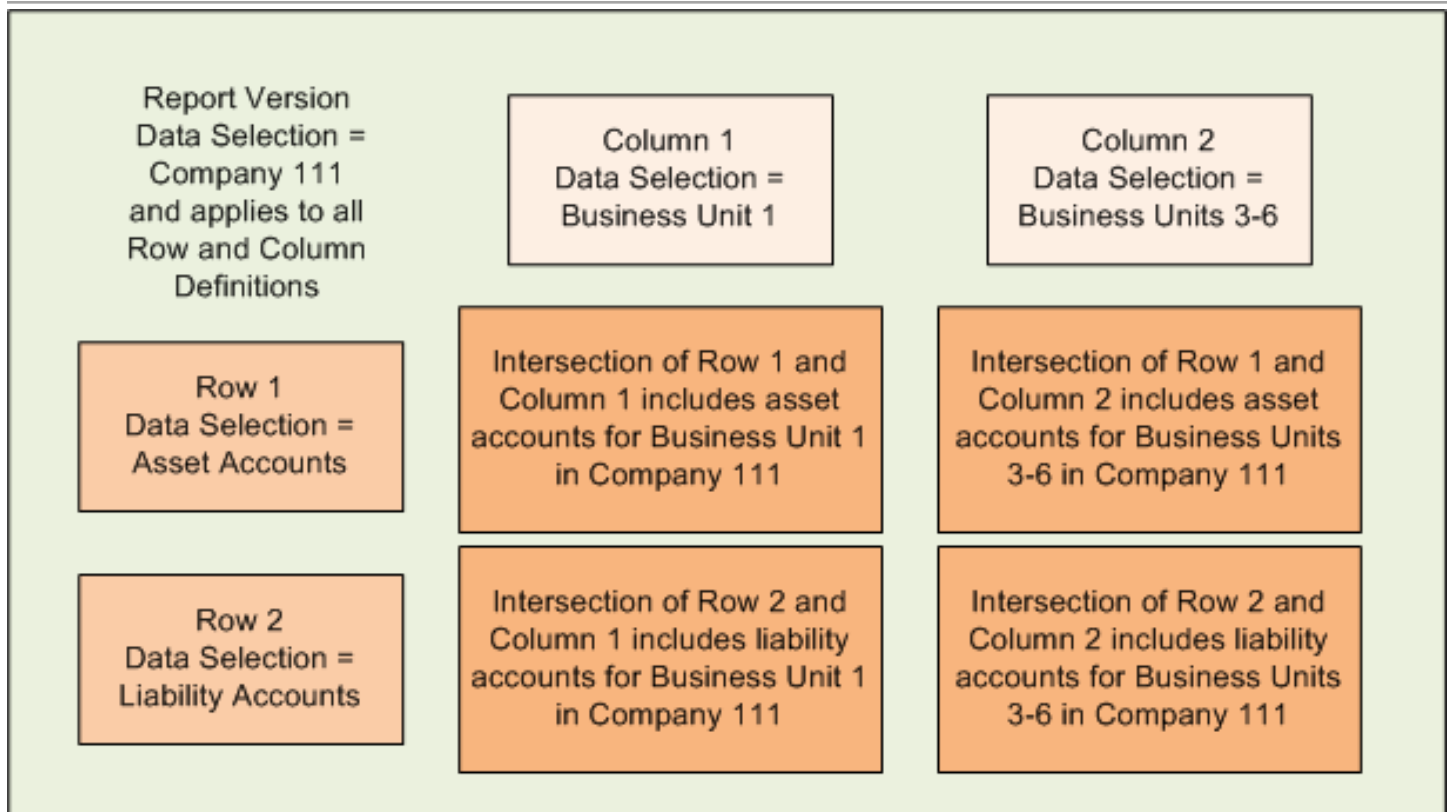 Report Version
Data Selection =
Company 111
and applies to all
Row and Column
Definitions
Column 1
Data Selection =
Business Unit 1
Column 2
Data Selection =
Business Units 3-6
Row 1
Data Selection =
Asset Accounts
Intersection of Row 1 and
Column 1 includes asset
accounts for Business Unit 1
in Company 111
Intersection of Row 1 and
Column 2 includes asset
accounts for Business Units
3-6 in Company 111
Row 2
Data Selection =
Liability Accounts
Intersection of Row 2 and
Column 1 includes liability
accounts for Business Unit 1
in Company 111
Intersection of Row 2 and
Column 2 includes liability
accounts for Business Units
3-6 in Company 111